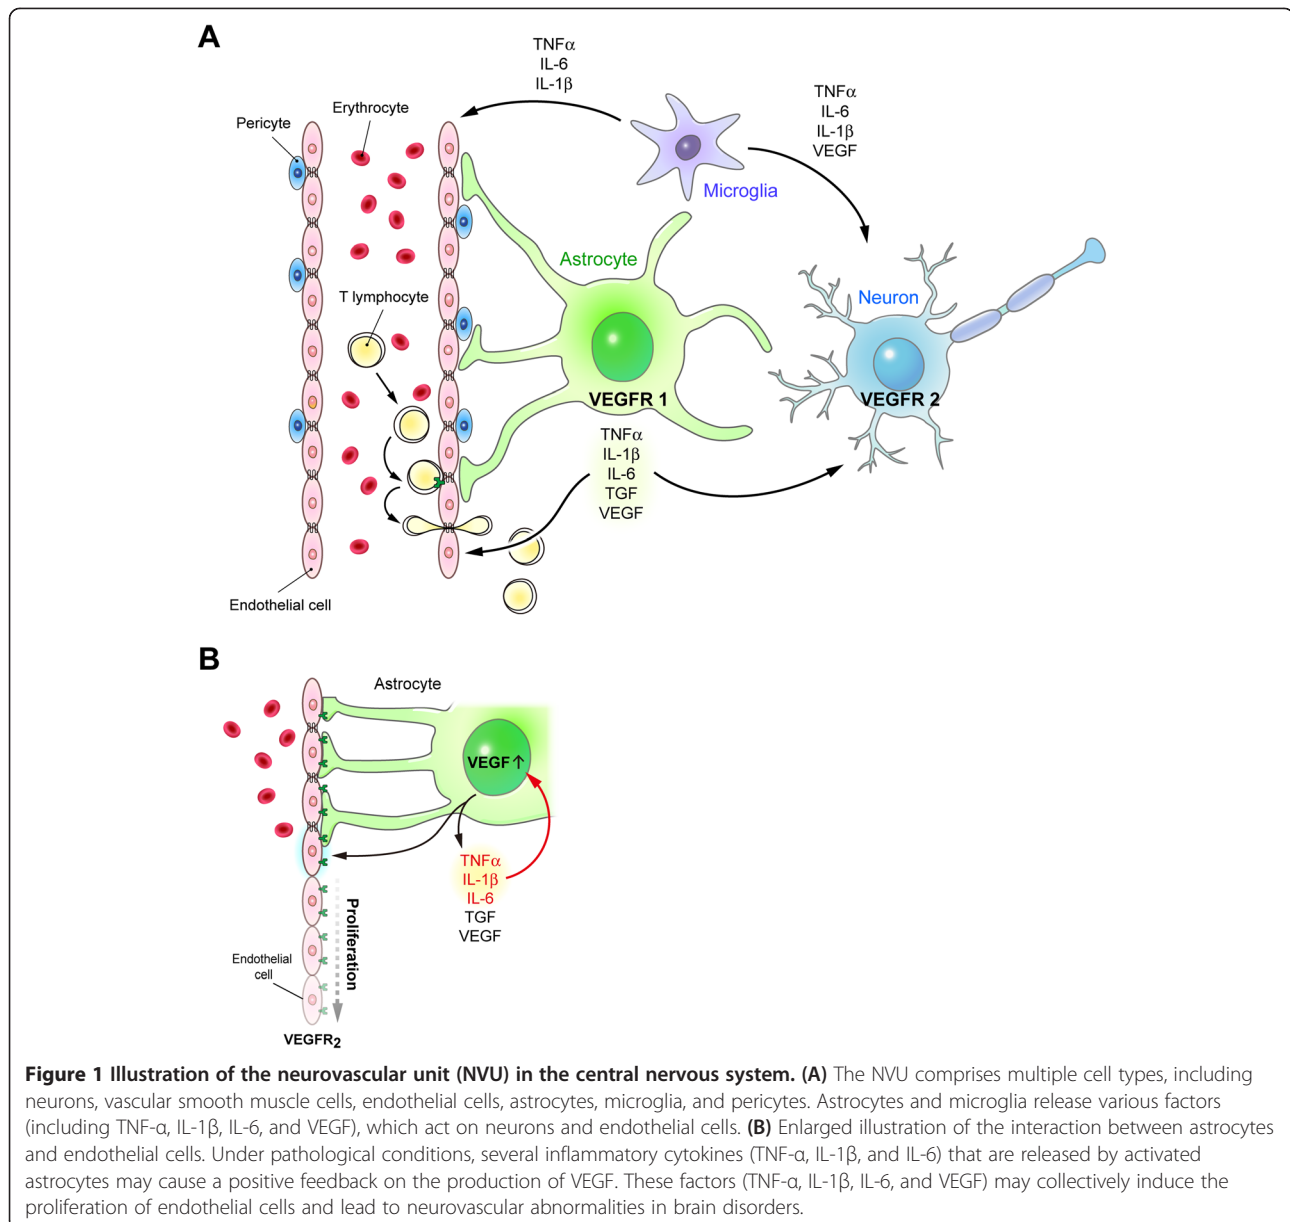 A
TNFα
IL-6
IL-1β
TNFα
IL-6
IL-1β
VEGF
Erythrocyte
Pericyte
Microglia
Astrocyte
Neuron
T lymphocyte
VEGFR 1
VEGFR 2
TNFα
IL-1β
IL-6
TGF
VEGF
Endothelial cell
B
Astrocyte
VEGF↑
TNFα
IL-1β
IL-6
TGF
VEGF
Proliferation
Endothelial
cell
VEGFR2
Figure 1 Illustration of the neurovascular unit (NVU) in the central nervous system. (A) The NVU comprises multiple cell types, including
neurons, vascular smooth muscle cells, endothelial cells, astrocytes, microglia, and pericytes. Astrocytes and microglia release various factors
(including TNF-α, IL-1β, IL-6, and VEGF), which act on neurons and endothelial cells. (B) Enlarged illustration of the interaction between astrocytes
and endothelial cells. Under pathological conditions, several inflammatory cytokines (TNF-α, IL-1β, and IL-6) that are released by activated
astrocytes may cause a positive feedback on the production of VEGF. These factors (TNF-α, IL-1β, IL-6, and VEGF) may collectively induce the
proliferation of endothelial cells and lead to neurovascular abnormalities in brain disorders.